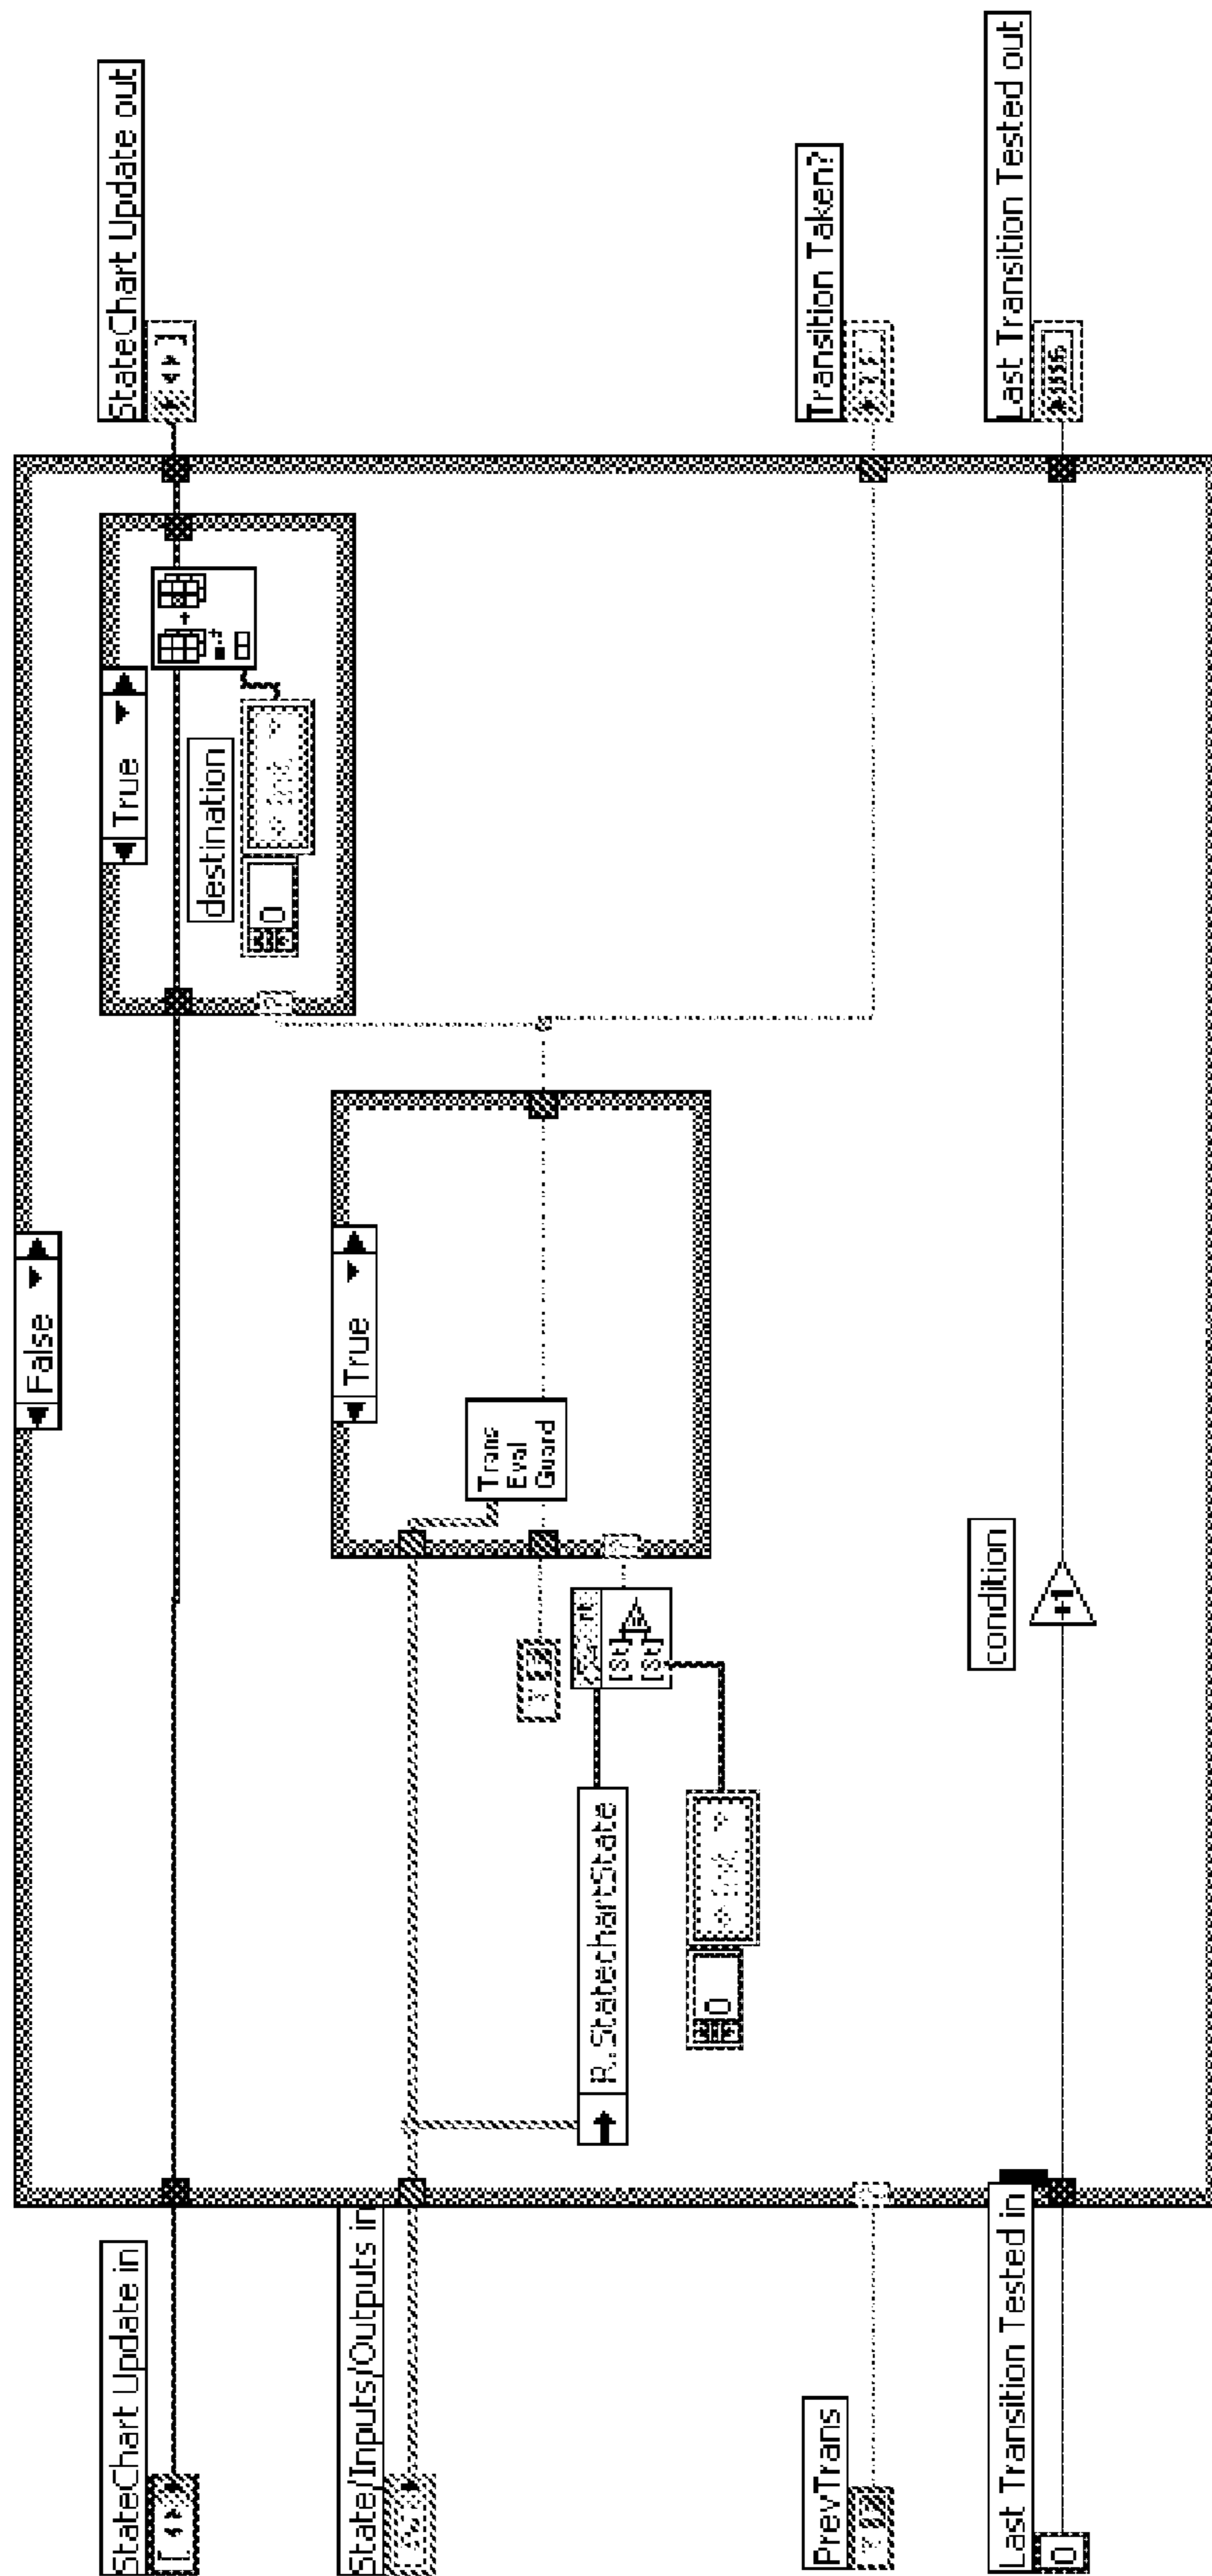 StateChart Update in
State/Inputs/Outputs in
PrevTrans
Last Transition Tested in
0
False
R.StatechartState
0
True
Trans
Eval
Guard
condition
+1
True
destination
0
StateChart Update out
Transition Taken?
Last Transition Tested out